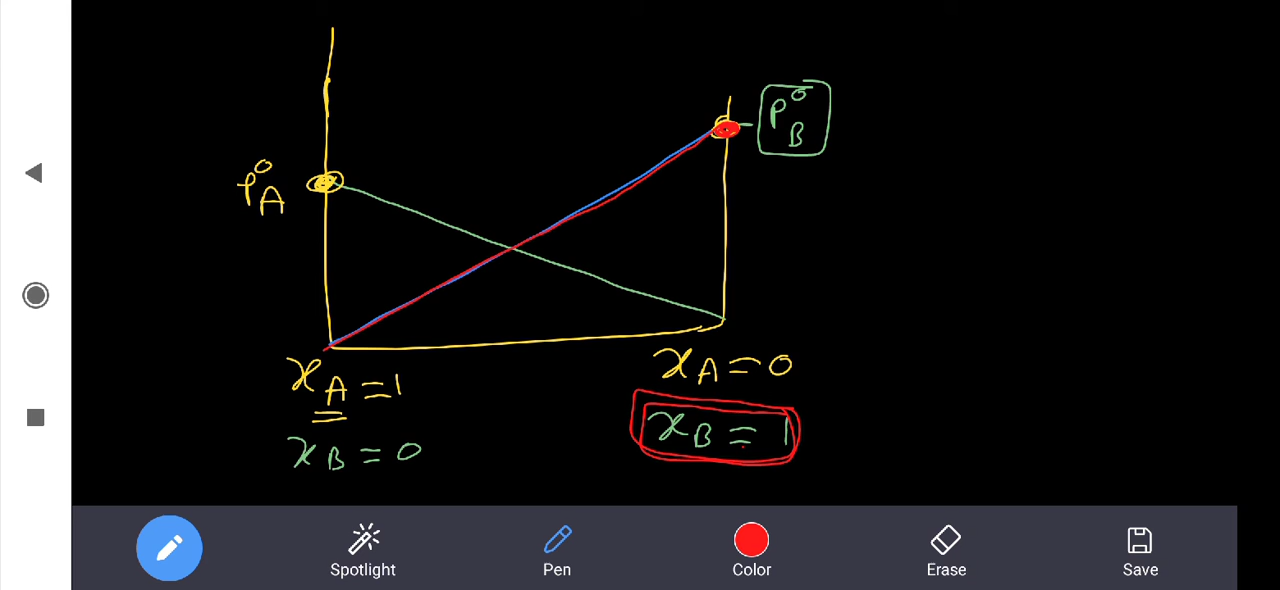 P°B
P°A
xA = 1
xA = 0
xB = 0
xB = 1
Spotlight
Pen
Color
Erase
Save